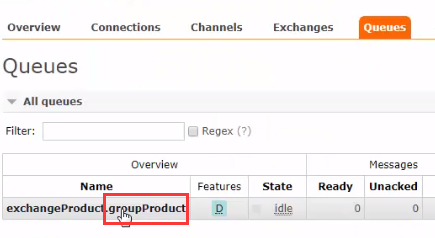 Overview Connections Channels Exchanges Queues
Queues
All queues
Filter: Regex (?)
Overview Messages
Name Features State Ready Unacked
exchangeProduct.groupProduct D idle 0 0